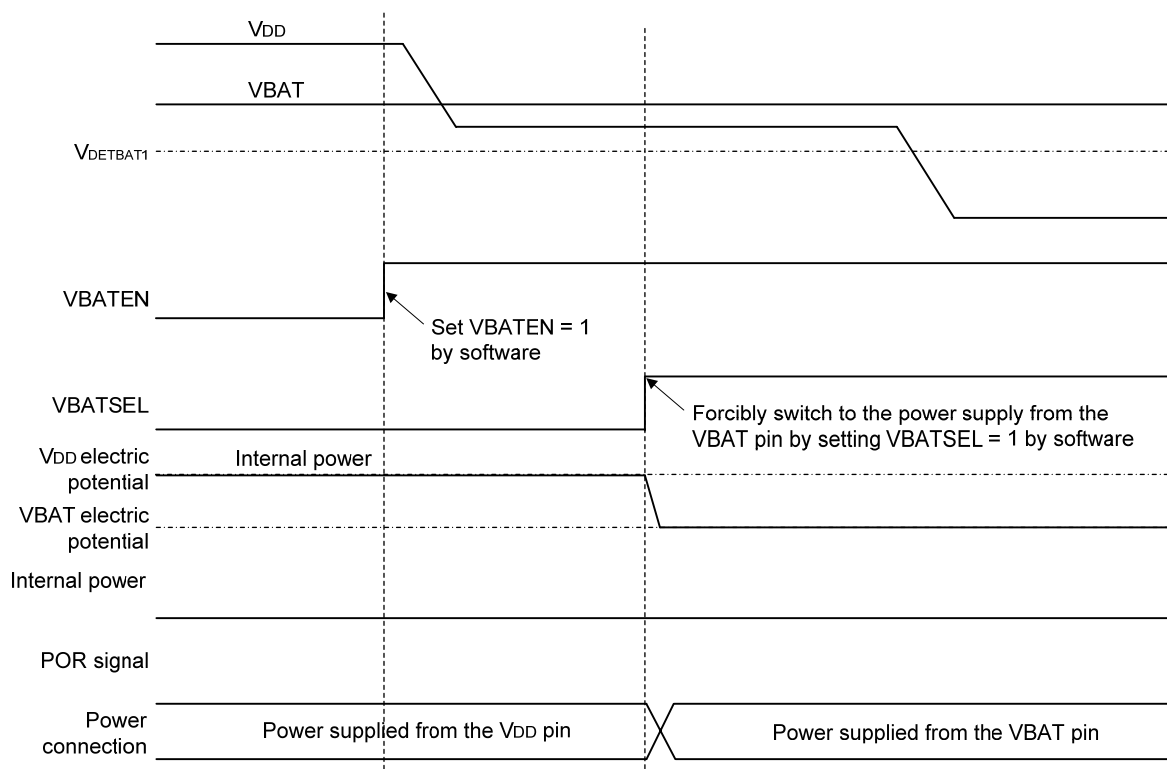 VDD
VBAT
VDETBAT1
VBATEN
Set VBATEN = 1
by software
VBATSEL
Forcibly switch to the power supply from the
VBAT pin by setting VBATSEL = 1 by software
VDD electric
potential
Internal power
VBAT electric
potential
Internal power
POR signal
Power
connection
Power supplied from the VDD pin
Power supplied from the VBAT pin